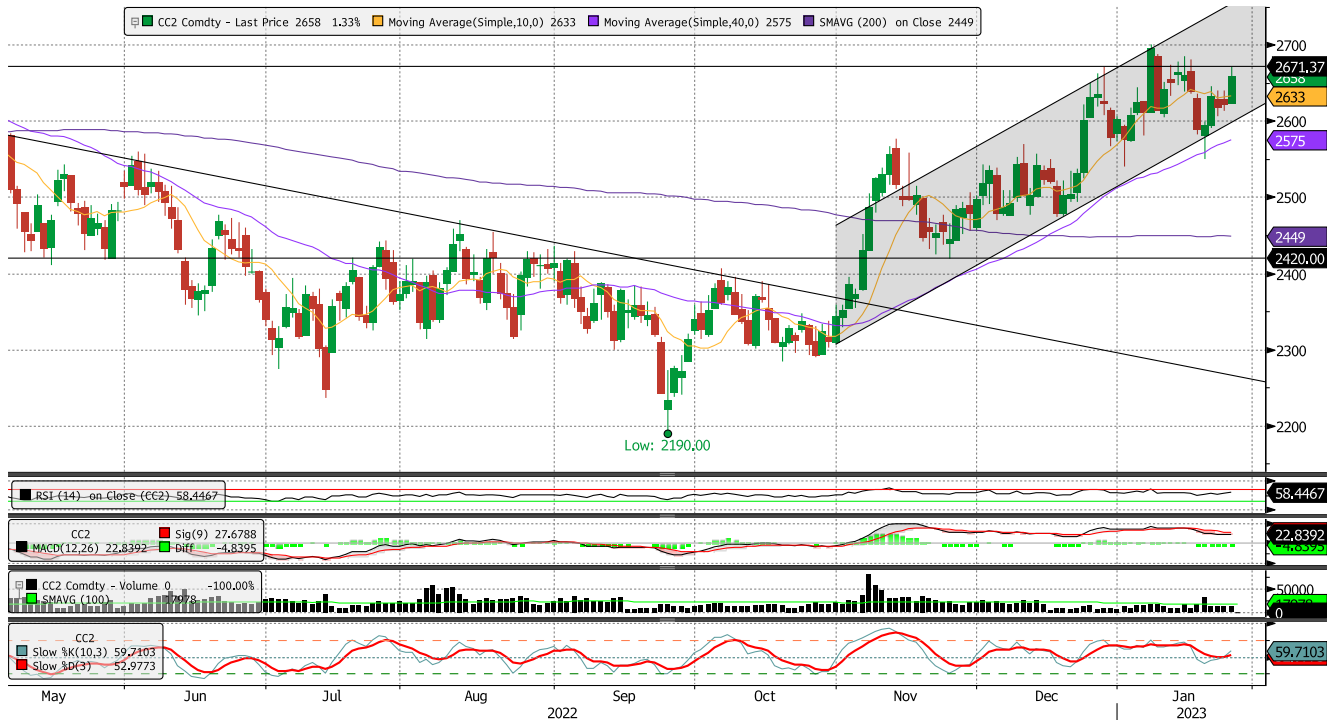 CC2 Comdty - Last Price 2658 1.33% Moving Average(Simple,10,0) 2633 Moving Average(Simple,40,0) 2575 SMAVG (200) on Close 2449
2700
2671.37
2658
2633
2600
2575
2500
2449
2420.00
2400
2300
2200
Low: 2190.00
RSI (14) on Close (CC2) 58.4467
58.4467
CC2 Sig(9) 27.6788
MACD(12,26) 22.8392 Diff -4.8395
22.8392
-4.8395
CC2 Comdty - Volume 0 -100.00%
SMAVG (100) 17978
50000
0
CC2
Slow %K(10,3) 59.7103
Slow %D(3) 52.9773
59.7103
May Jun Jul Aug Sep Oct Nov Dec Jan
2022 2023